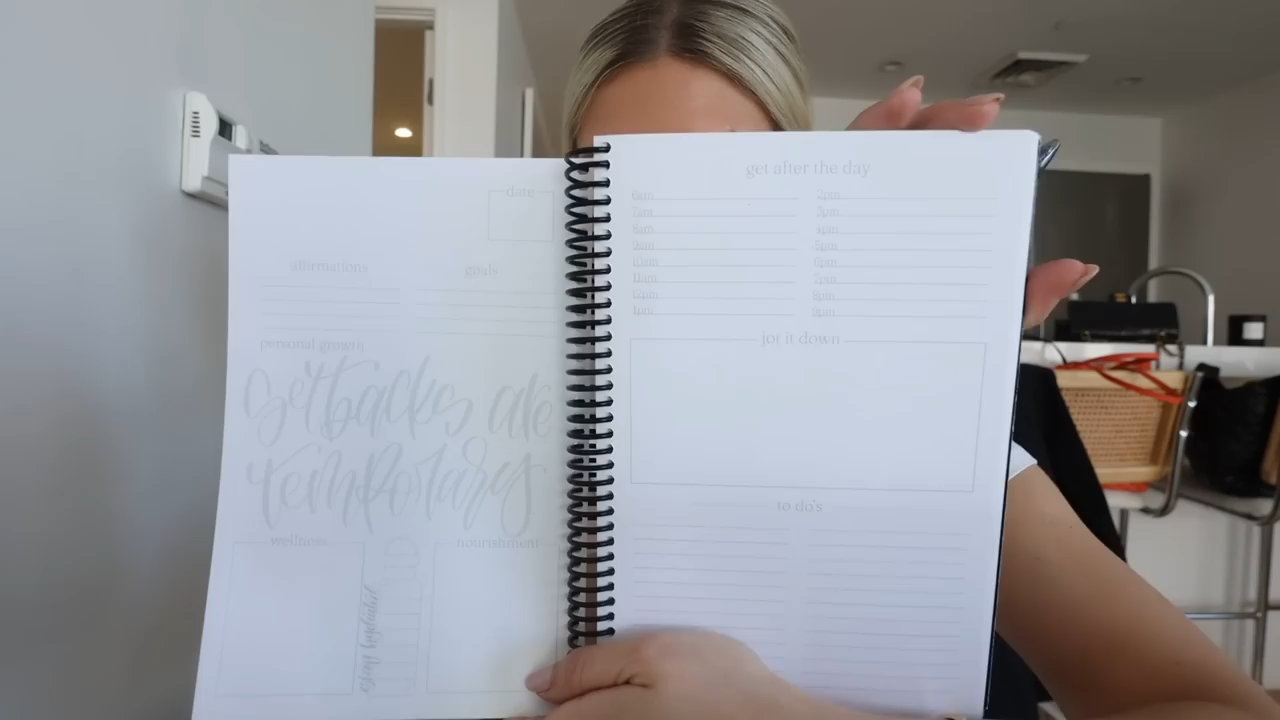 date
affirmations
goals
personal growth
setbacks are
temporary
wellness
stay hydrated
nourishment
get after the day
6am
7am
8am
9am
10am
11am
12pm
1pm
2pm
3pm
4pm
5pm
6pm
7pm
8pm
9pm
jot it down
to do's